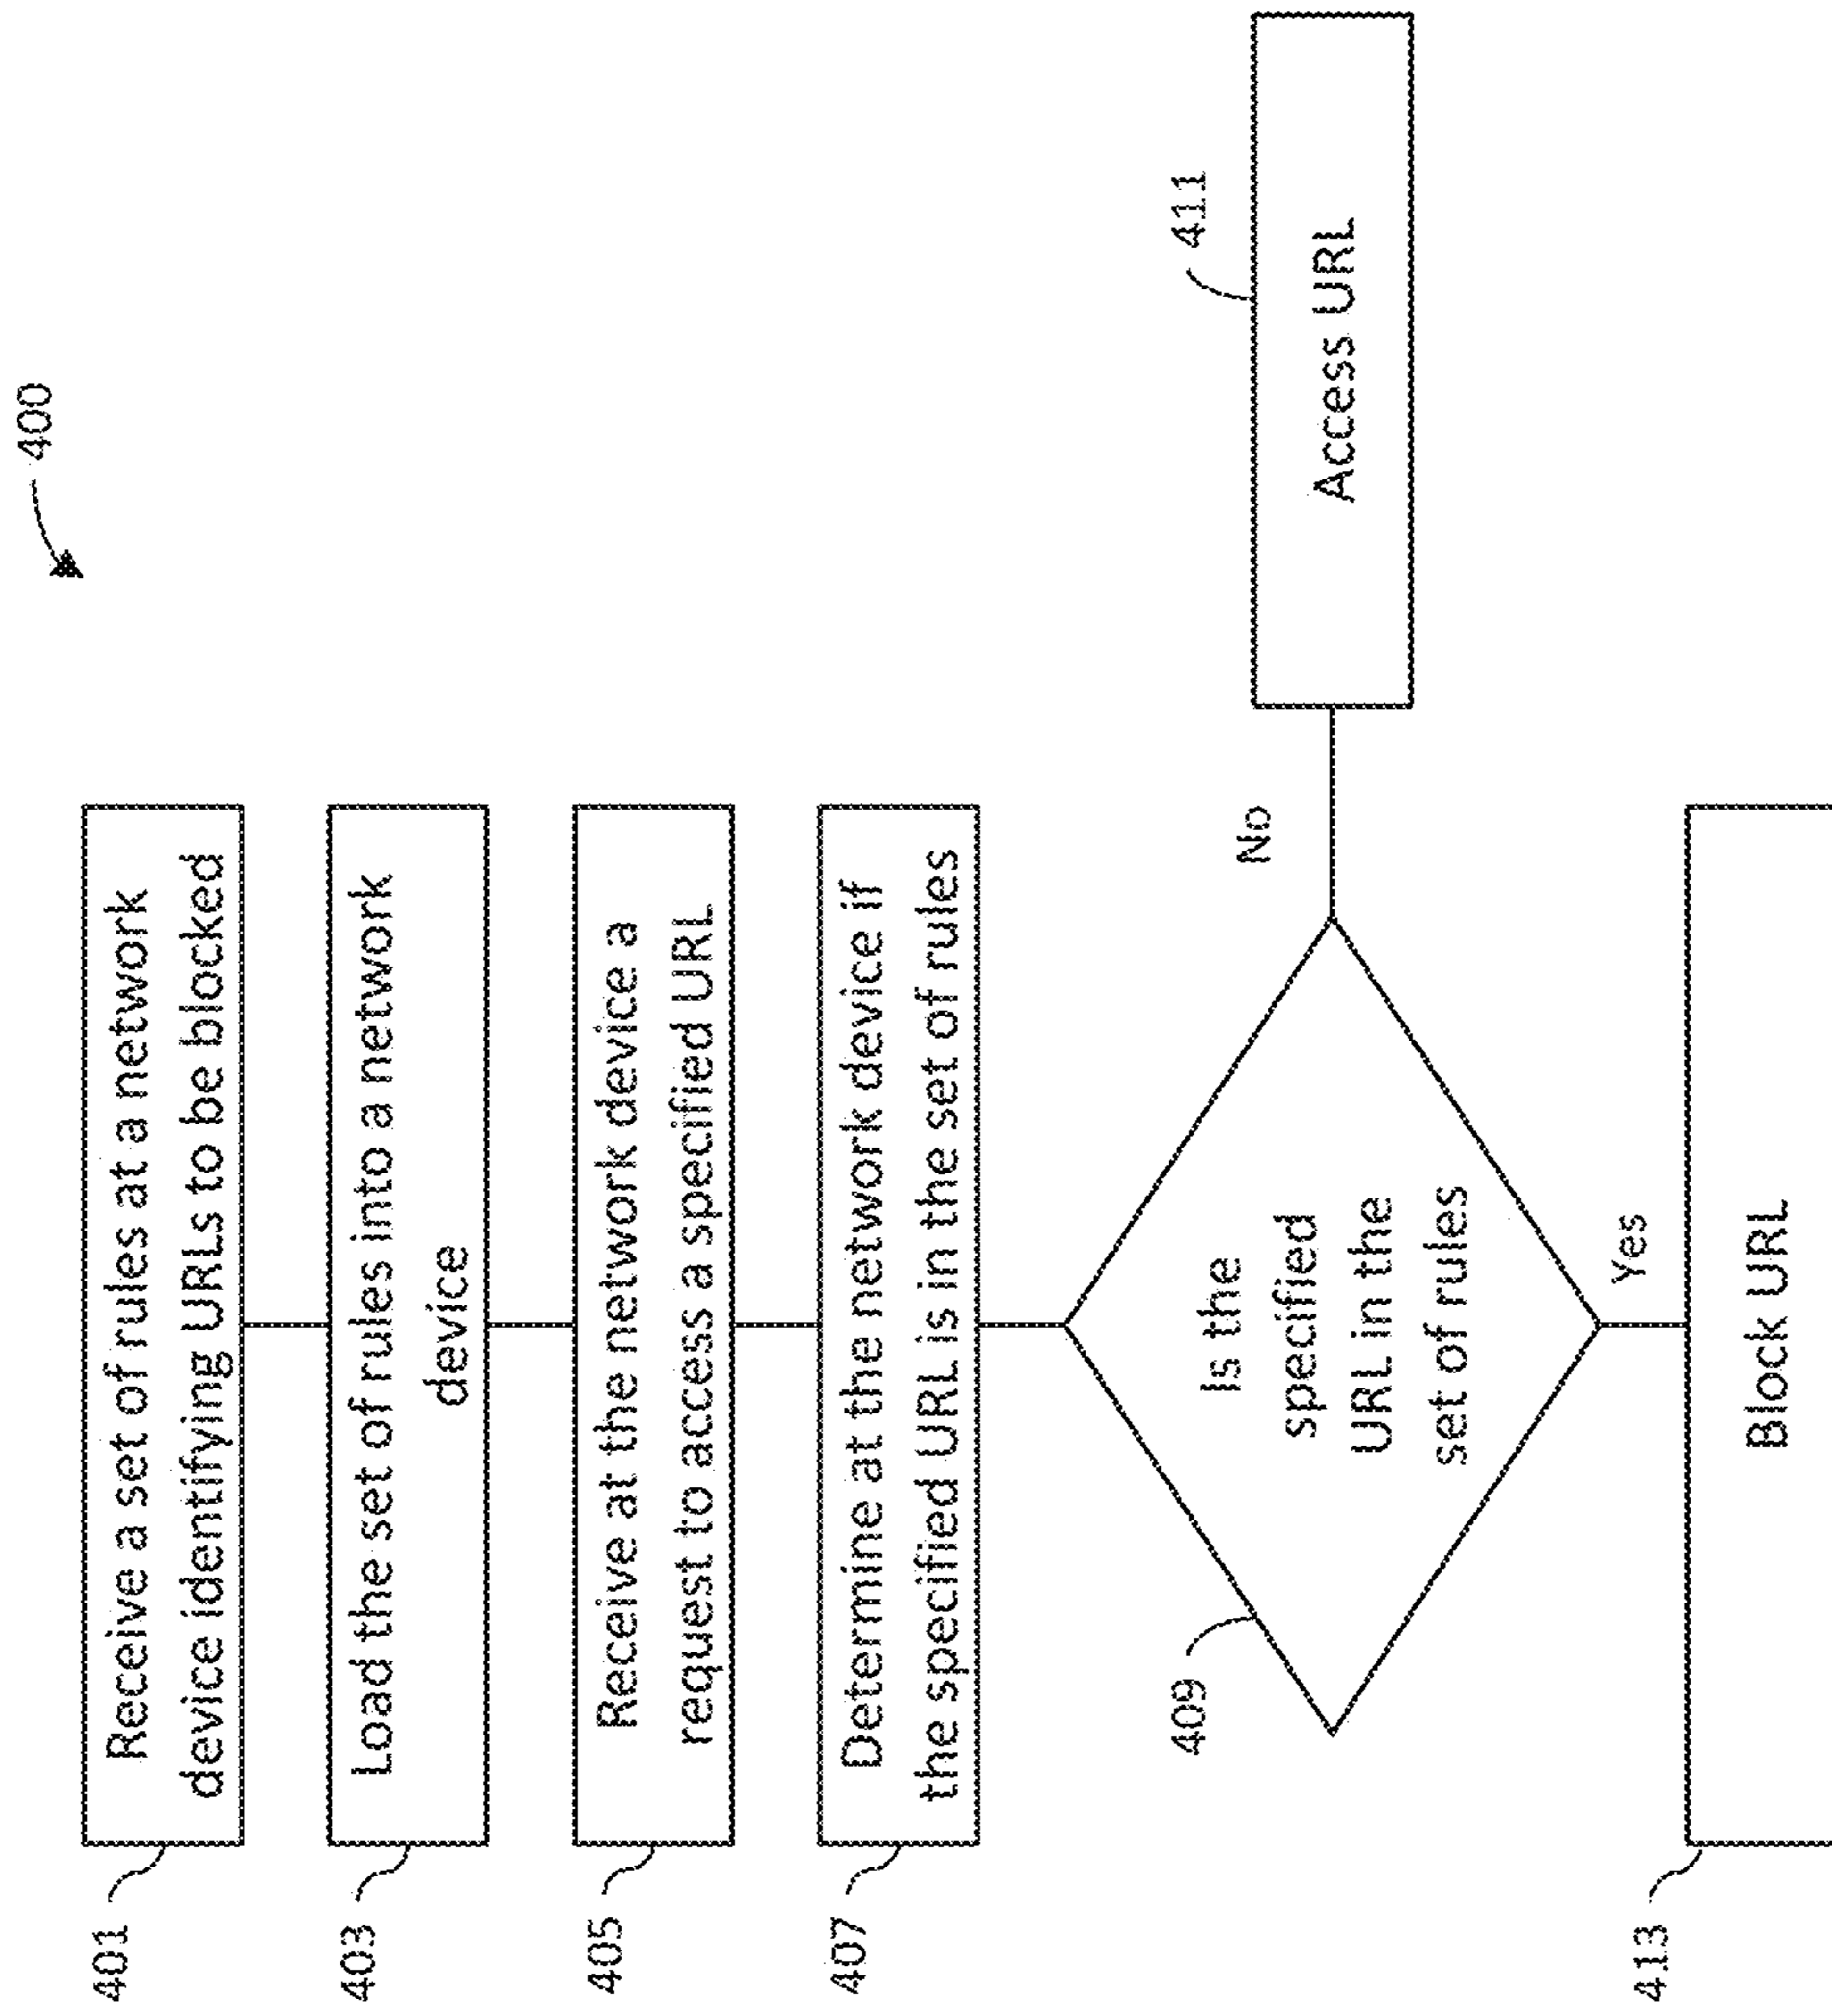 400
401
Receive a set of rules at a network
device identifying URLs to be blocked
403
Load the set of rules into a network
device
405
Receive at the network device a
request to access a specified URL
407
Determine at the network device if
the specified URL is in the set of rules
409
Is the
specified
URL in the
set of rules
No
411
Access URL
Yes
413
Block URL